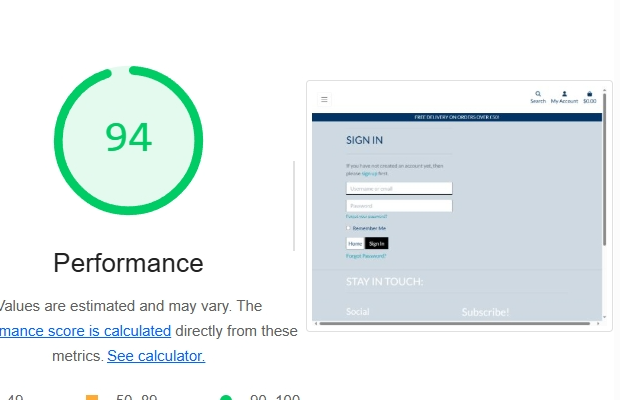 94
Performance
Values are estimated and may vary. The
mance score is calculated directly from these
metrics. See calculator.
49
50–89
90–100
Search
My Account
$0.00
FREE DELIVERY ON ORDERS OVER £50!
SIGN IN
If you have not created an account yet, then
please sign up first.
Username or email
Password
Remember Me
Home
Sign In
Forgot Password?
STAY IN TOUCH:
Social
Subscribe!